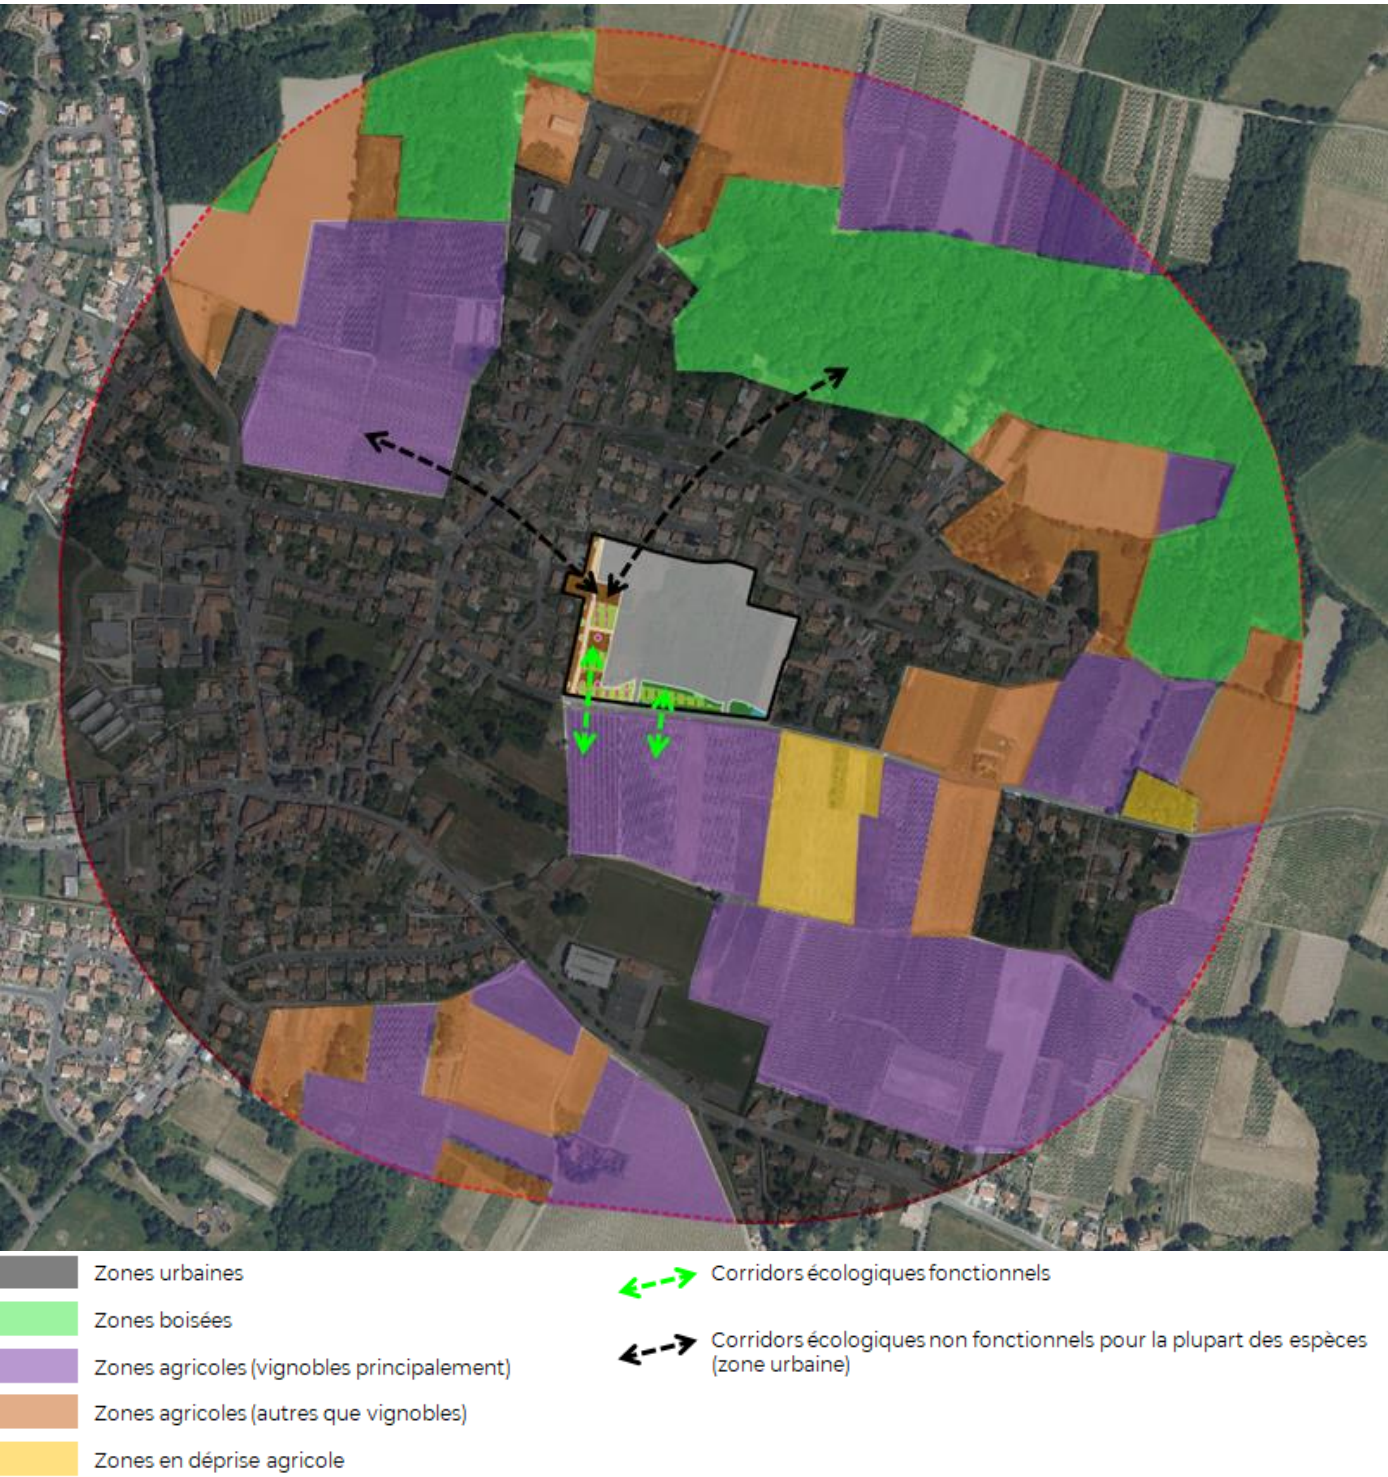 Zones urbaines
Zones boisées
Zones agricoles (vignobles principalement)
Zones agricoles (autres que vignobles)
Zones en déprise agricole
Corridors écologiques fonctionnels
Corridors écologiques non fonctionnels pour la plupart des espèces
(zone urbaine)